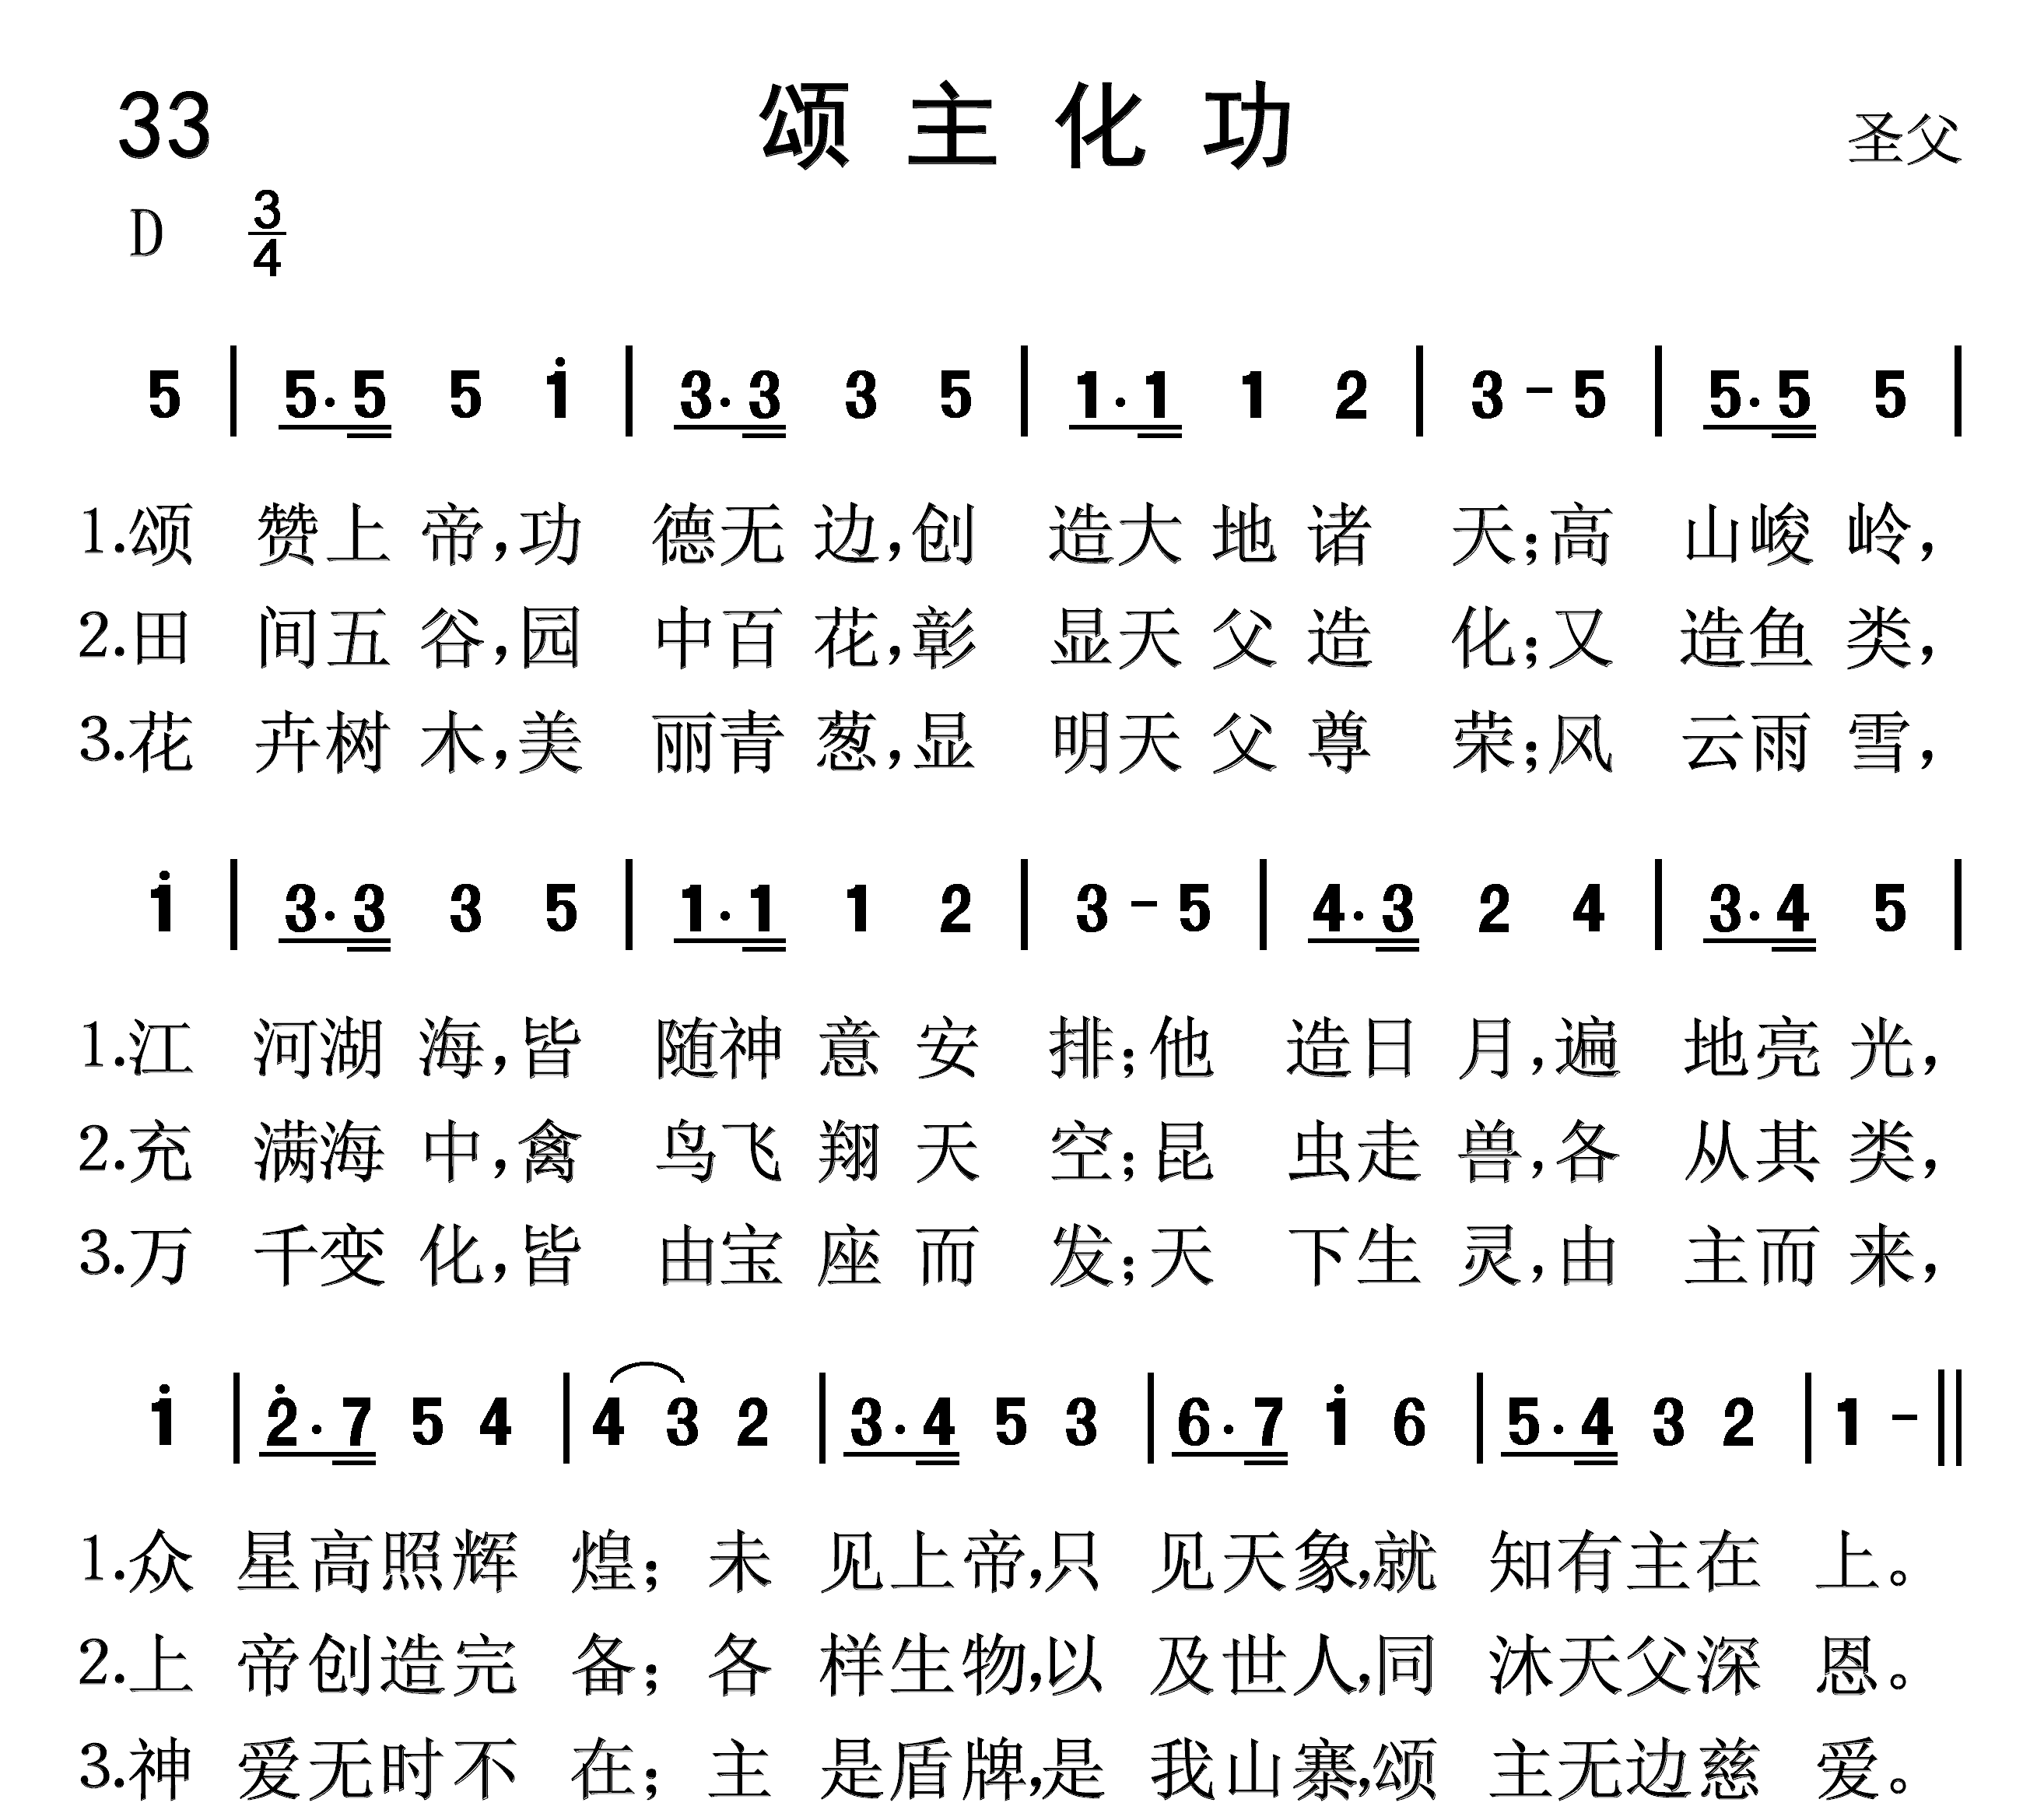 33 颂主化功 圣父
D 3/4
5 | 5·5 5 i | 3·3 3 5 | 1·1 1 2 | 3 - 5 | 5·5 5 |
1.颂 赞上帝,功 德无边,创 造大地诸 天;高 山峻岭,
2.田 间五谷,园 中百花,彰 显天父造 化;又 造鱼类,
3.花 卉树木,美 丽青葱,显 明天父尊 荣;风 云雨雪,
i | 3·3 3 5 | 1·1 1 2 | 3 - 5 | 4·3 2 4 | 3·4 5 |
1.江 河湖海,皆 随神意安 排;他 造日月,遍 地亮光,
2.充 满海中,禽 鸟飞翔天 空;昆 虫走兽,各 从其类,
3.万 千变化,皆 由宝座而 发;天 下生灵,由 主而来,
i | 2̇·7 5 4 | 4 3 2 | 3·4 5 3 | 6·7 i 6 | 5·4 3 2 | 1 - ‖
1.众 星高照辉 煌; 未 见上帝,只 见天象,就 知有主在 上。
2.上 帝创造完 备; 各 样生物,以 及世人,同 沐天父深 恩。
3.神 爱无时不 在; 主 是盾牌,是 我山寨,颂 主无边慈 爱。